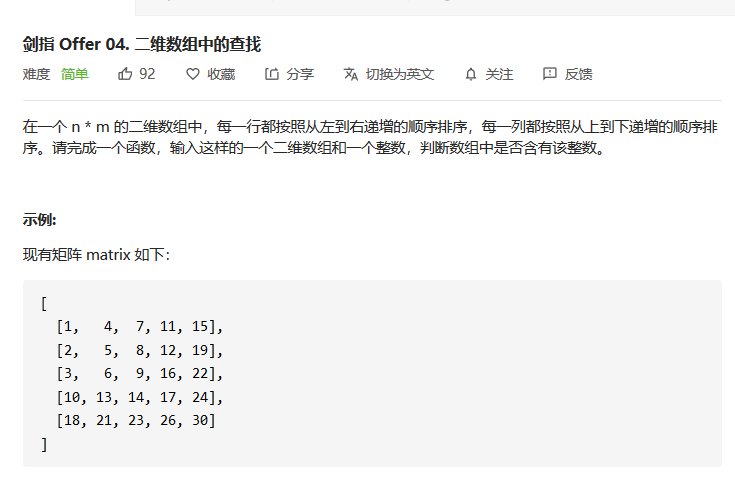 剑指 Offer 04. 二维数组中的查找
难度 简单 92 收藏 分享 切换为英文 关注 反馈
在一个 n * m 的二维数组中，每一行都按照从左到右递增的顺序排序，每一列都按照从上到下递增的顺序排
序。请完成一个函数，输入这样的一个二维数组和一个整数，判断数组中是否含有该整数。
示例:
现有矩阵 matrix 如下：
[
[1,   4,  7, 11, 15],
[2,   5,  8, 12, 19],
[3,   6,  9, 16, 22],
[10, 13, 14, 17, 24],
[18, 21, 23, 26, 30]
]